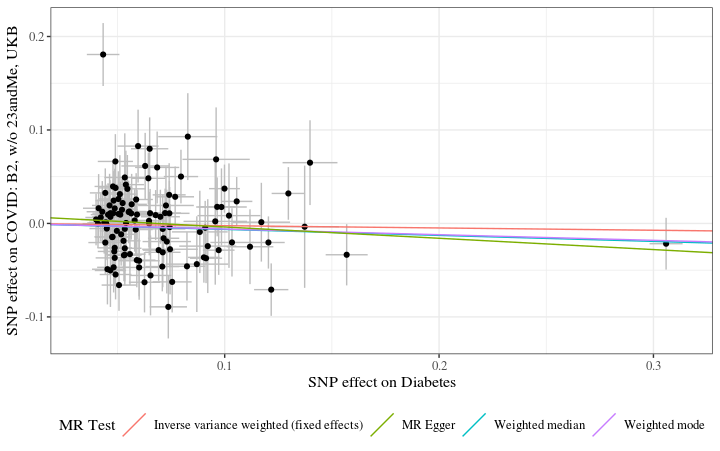 SNP effect on COVID: B2, w/o 23andMe, UKB
0.2
0.1
0.0
-0.1
0.1
0.2
0.3
SNP effect on Diabetes
MR Test
Inverse variance weighted (fixed effects)
MR Egger
Weighted median
Weighted mode